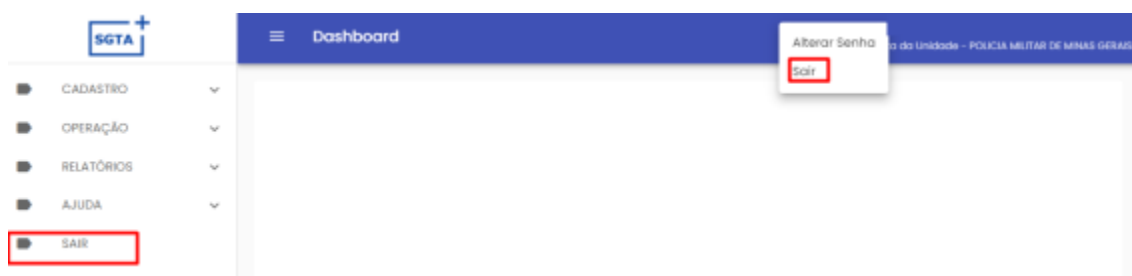 SGTA
Dashboard
Alterar Senha
da Unidade - POLICIA MILITAR DE MINAS GERAIS
Sair
CADASTRO
OPERAÇÃO
RELATÓRIOS
AJUDA
SAIR